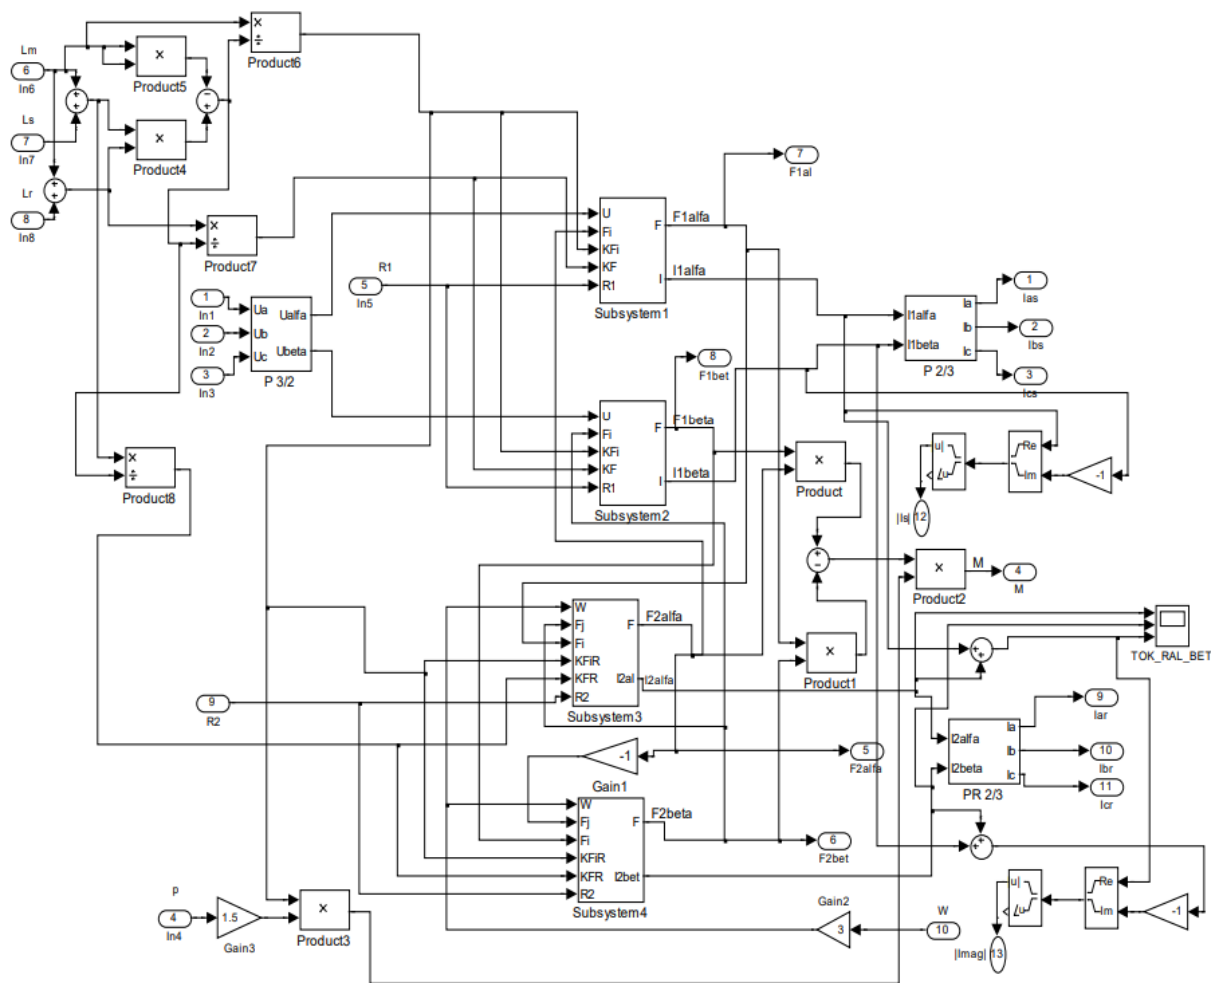 Lm
6
In6
×
Product5
×
÷
Product6
−
+
+
+
Ls
7
In7
×
Product4
Lr
8
In8
+
+
×
÷
Product7
7
F1al
U
Fi
KFi
KF
R1
F
I
Subsystem1
F1alfa
I1alfa
R1
5
In5
1
In1
2
In2
3
In3
Ua
Ub
Uc
Ualfa
Ubeta
P 3/2
I1alfa
I1beta
Ia
Ib
Ic
P 2/3
1
Ias
2
Ibs
3
Ics
8
F1bet
U
Fi
KFi
KF
R1
F
I
Subsystem2
F1beta
I1beta
×
Product
|u|
∠u
Re
Im
-1
|Is|
12
×
÷
Product8
+
−
×
Product2
M
4
M
W
Fj
Fi
KFiR
KFR
R2
F
I2al
Subsystem3
F2alfa
I2alfa
×
Product1
+
+
TOK_RAL_BET
9
R2
-1
Gain1
5
F2alfa
I2alfa
I2beta
Ia
Ib
Ic
PR 2/3
9
Iar
10
Ibr
11
Icr
W
Fj
Fi
KFiR
KFR
R2
F
I2bet
Subsystem4
F2beta
6
F2bet
+
+
p
4
In4
1.5
Gain3
×
Product3
Gain2
3
W
10
|u|
∠u
Re
Im
-1
|Imag|
13